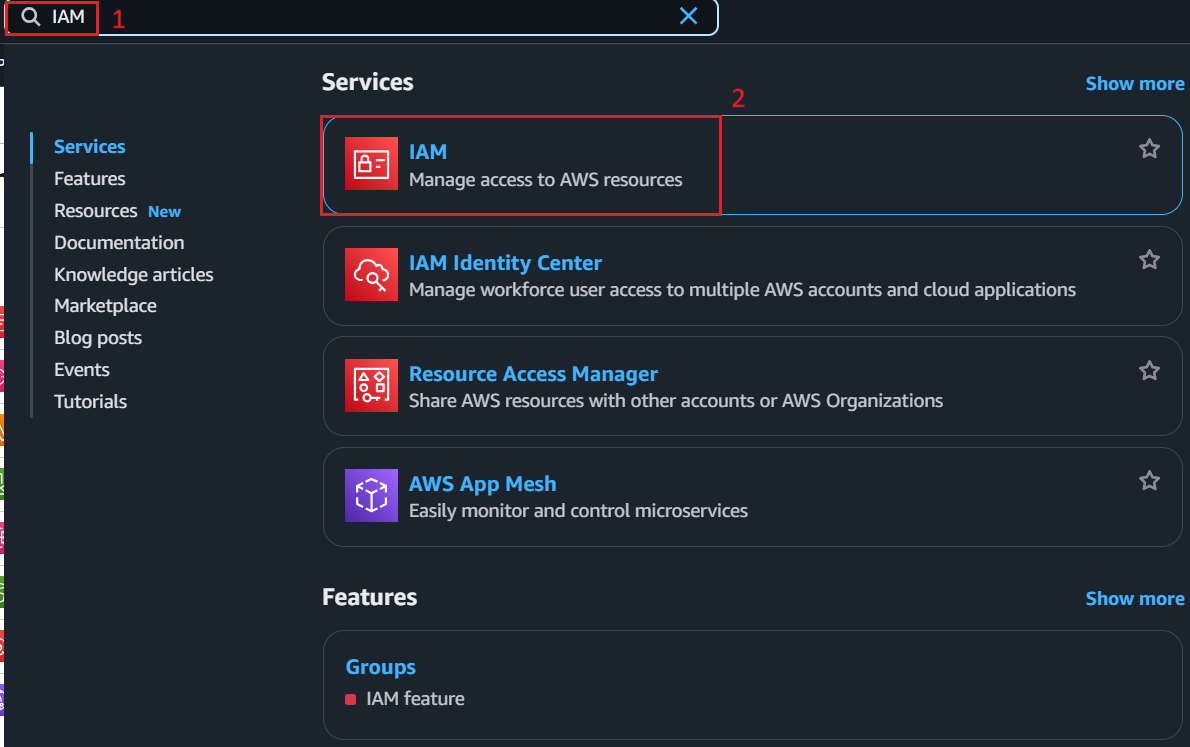 IAM
1
Services
Show more
2
IAM
Manage access to AWS resources
IAM Identity Center
Manage workforce user access to multiple AWS accounts and cloud applications
Resource Access Manager
Share AWS resources with other accounts or AWS Organizations
AWS App Mesh
Easily monitor and control microservices
Services
Features
Resources New
Documentation
Knowledge articles
Marketplace
Blog posts
Events
Tutorials
Features
Show more
Groups
IAM feature